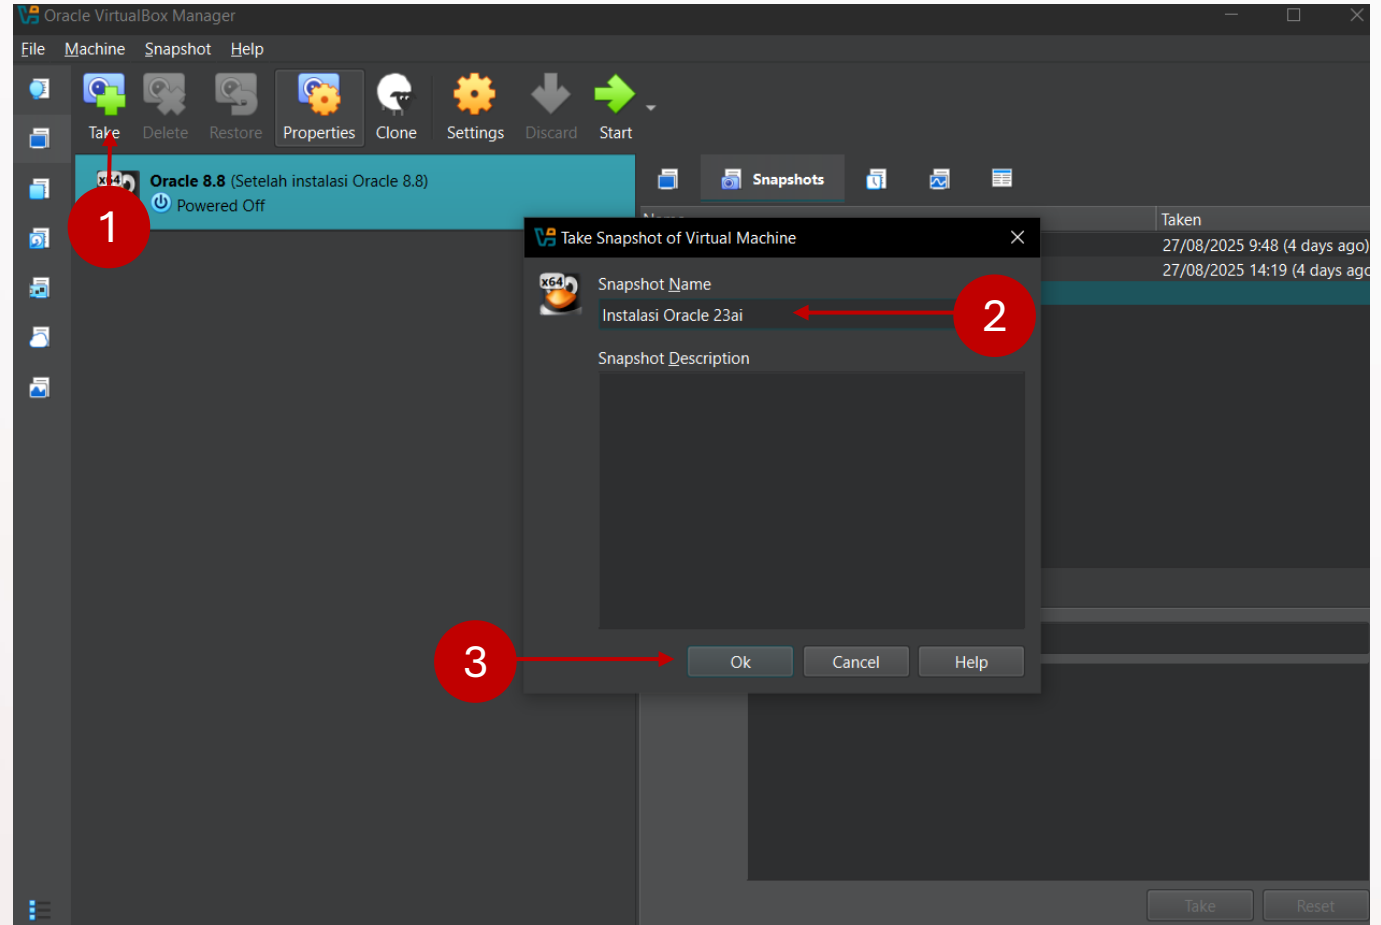 Oracle VirtualBox Manager
File Machine Snapshot Help
Take Delete Restore Properties Clone Settings Discard Start
x64 Oracle 8.8 (Setelah instalasi Oracle 8.8)
Powered Off
Snapshots
Name Taken
27/08/2025 9:48 (4 days ago)
27/08/2025 14:19 (4 days ago
1
Take Snapshot of Virtual Machine
x64
Snapshot Name
Instalasi Oracle 23ai
2
Snapshot Description
3
Ok Cancel Help
Take Reset